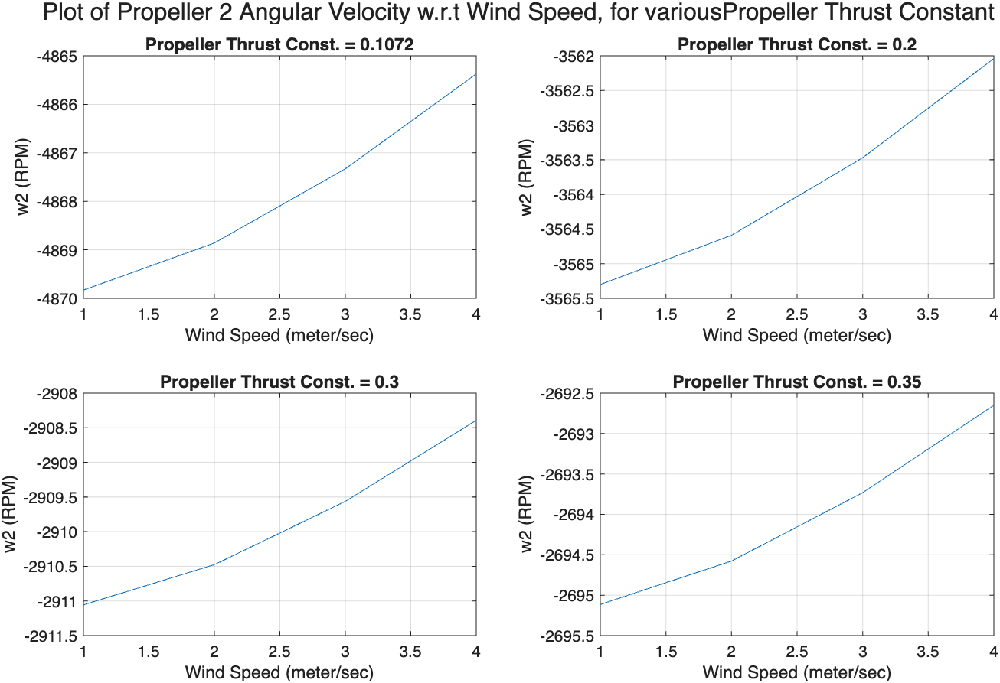 Plot of Propeller 2 Angular Velocity w.r.t Wind Speed, for variousPropeller Thrust Constant
Propeller Thrust Const. = 0.1072
-4865
-4866
-4867
-4868
-4869
-4870
w2 (RPM)
1 1.5 2 2.5 3 3.5 4
Wind Speed (meter/sec)
Propeller Thrust Const. = 0.2
-3562
-3562.5
-3563
-3563.5
-3564
-3564.5
-3565
-3565.5
w2 (RPM)
1 1.5 2 2.5 3 3.5 4
Wind Speed (meter/sec)
Propeller Thrust Const. = 0.3
-2908
-2908.5
-2909
-2909.5
-2910
-2910.5
-2911
-2911.5
w2 (RPM)
1 1.5 2 2.5 3 3.5 4
Wind Speed (meter/sec)
Propeller Thrust Const. = 0.35
-2692.5
-2693
-2693.5
-2694
-2694.5
-2695
-2695.5
w2 (RPM)
1 1.5 2 2.5 3 3.5 4
Wind Speed (meter/sec)